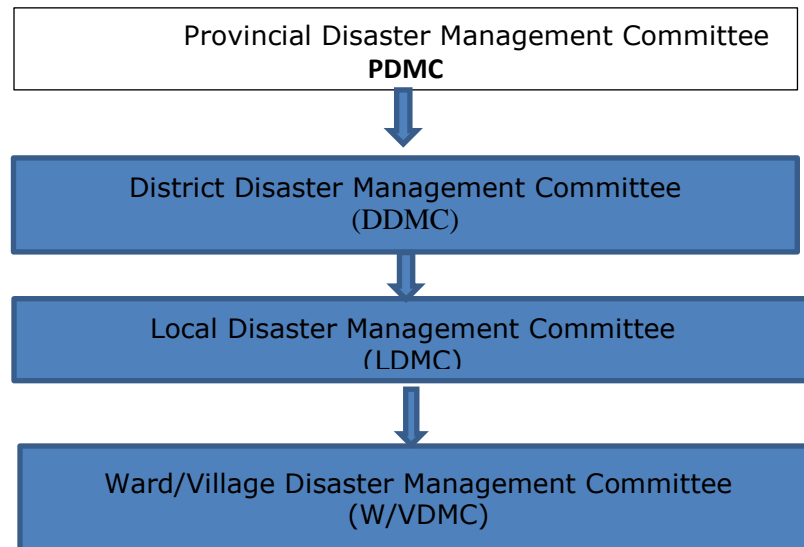 Provincial Disaster Management Committee
PDMC
District Disaster Management Committee
(DDMC)
Local Disaster Management Committee
(LDMC)
Ward/Village Disaster Management Committee
(W/VDMC)